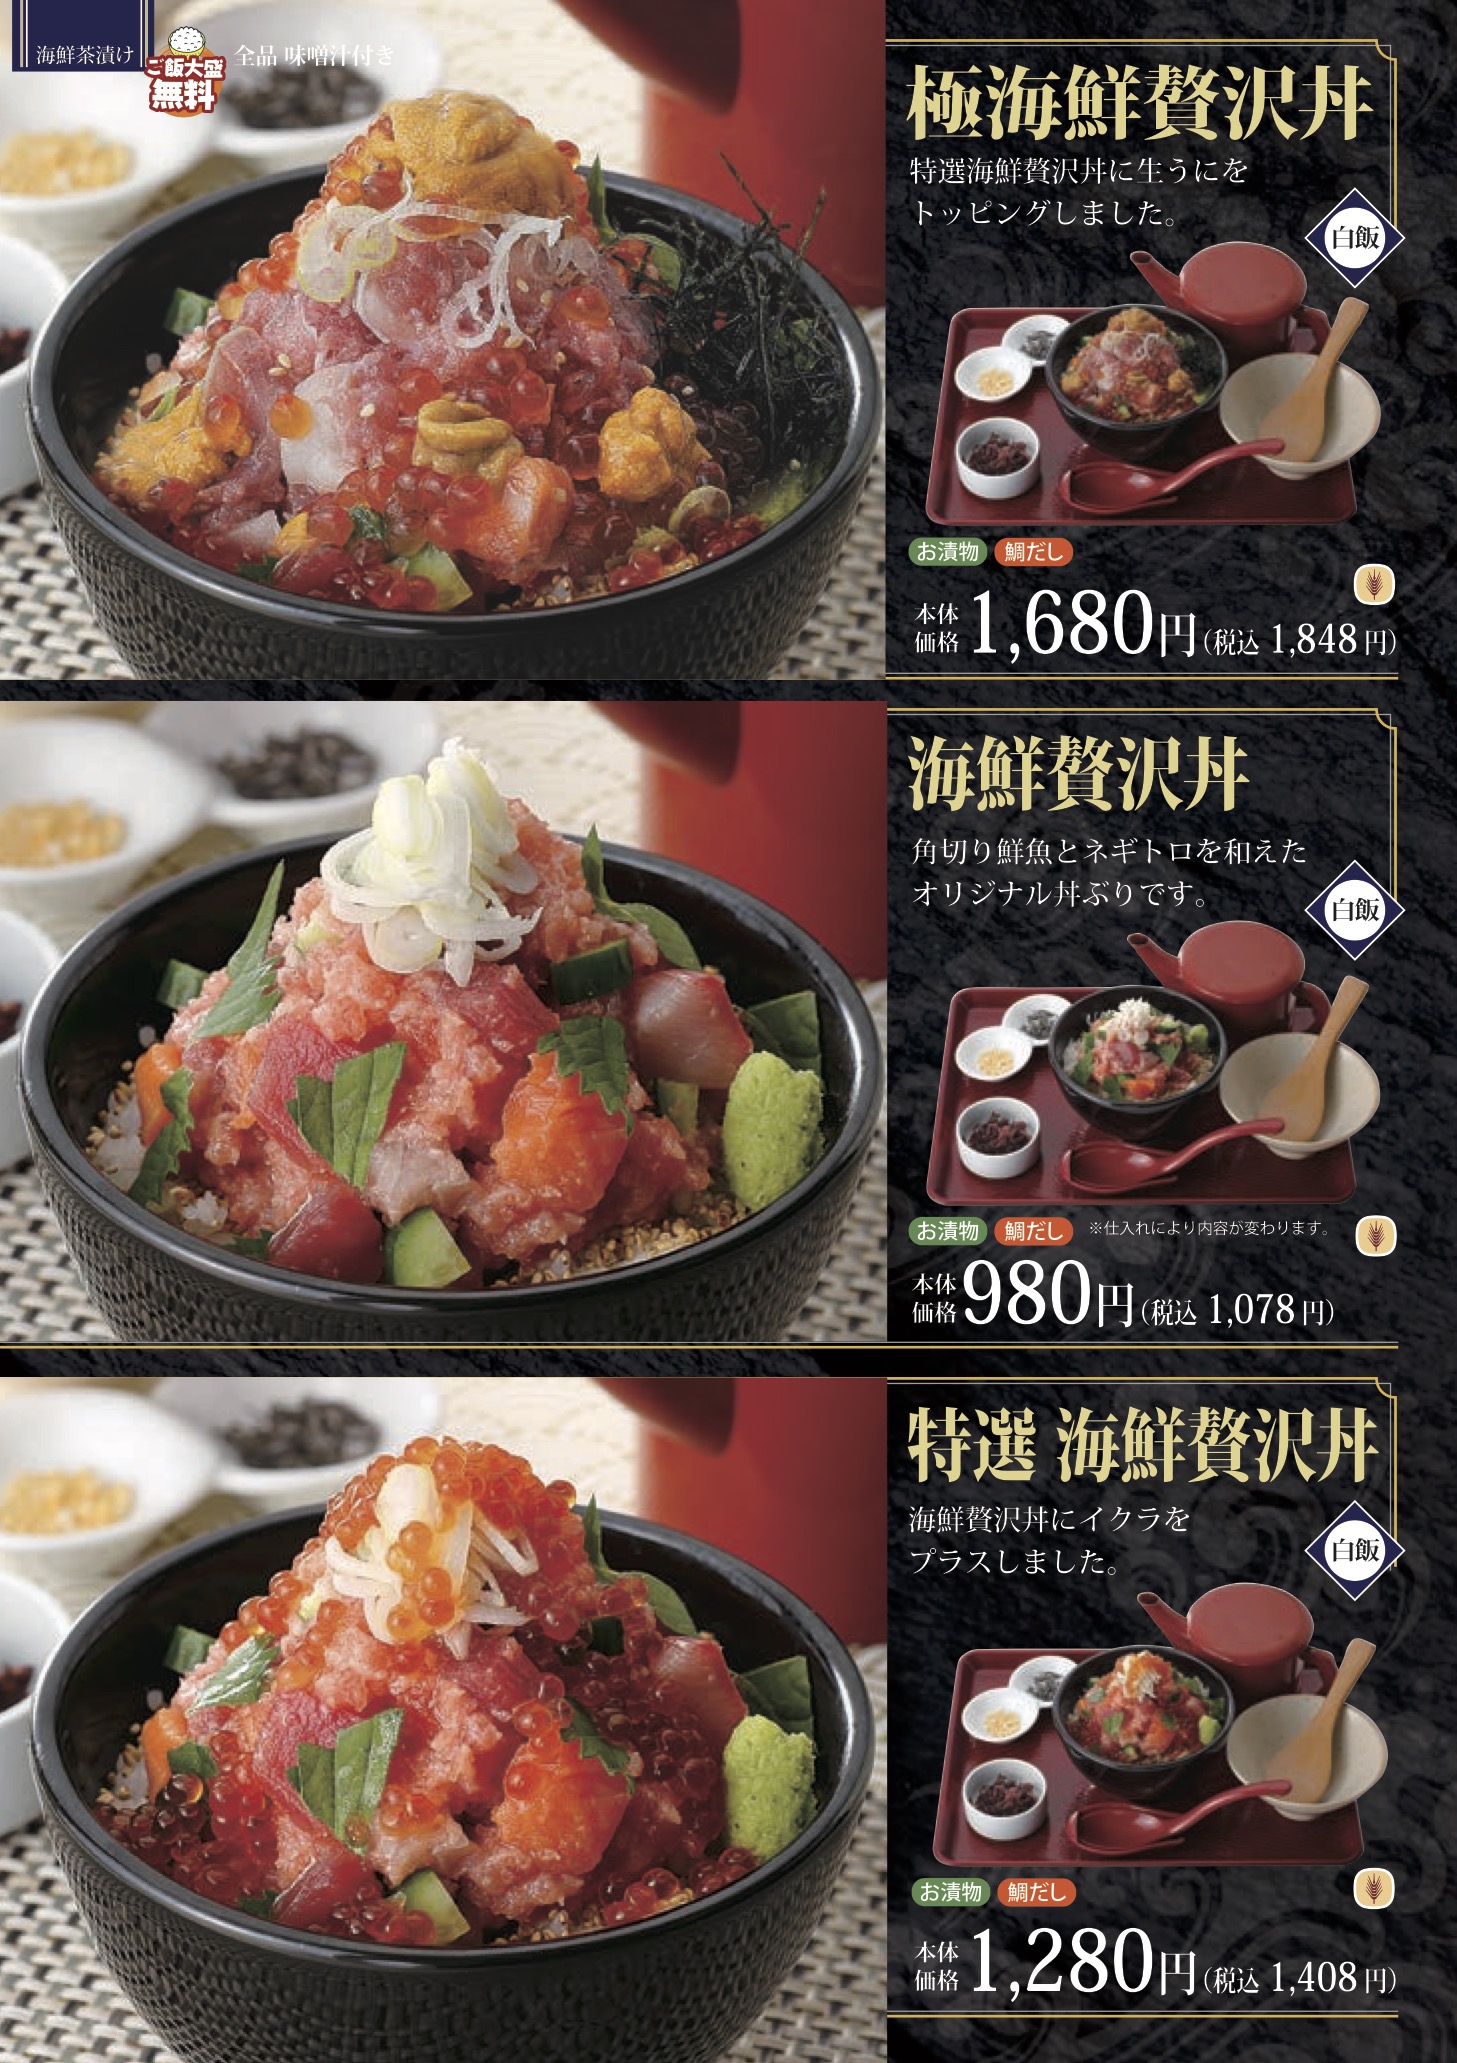 海鮮茶漬け
ご飯大盛
無料
全品 味噌汁付き
極海鮮贅沢丼
特選海鮮贅沢丼に生うにを
トッピングしました。
白飯
お漬物 鯛だし
本体価格 1,680円(税込 1,848円)
海鮮贅沢丼
角切り鮮魚とネギトロを和えた
オリジナル丼ぶりです。
白飯
お漬物 鯛だし ※仕入れにより内容が変わります。
本体価格 980円(税込 1,078円)
特選 海鮮贅沢丼
海鮮贅沢丼にイクラを
プラスしました。
白飯
お漬物 鯛だし
本体価格 1,280円(税込 1,408円)